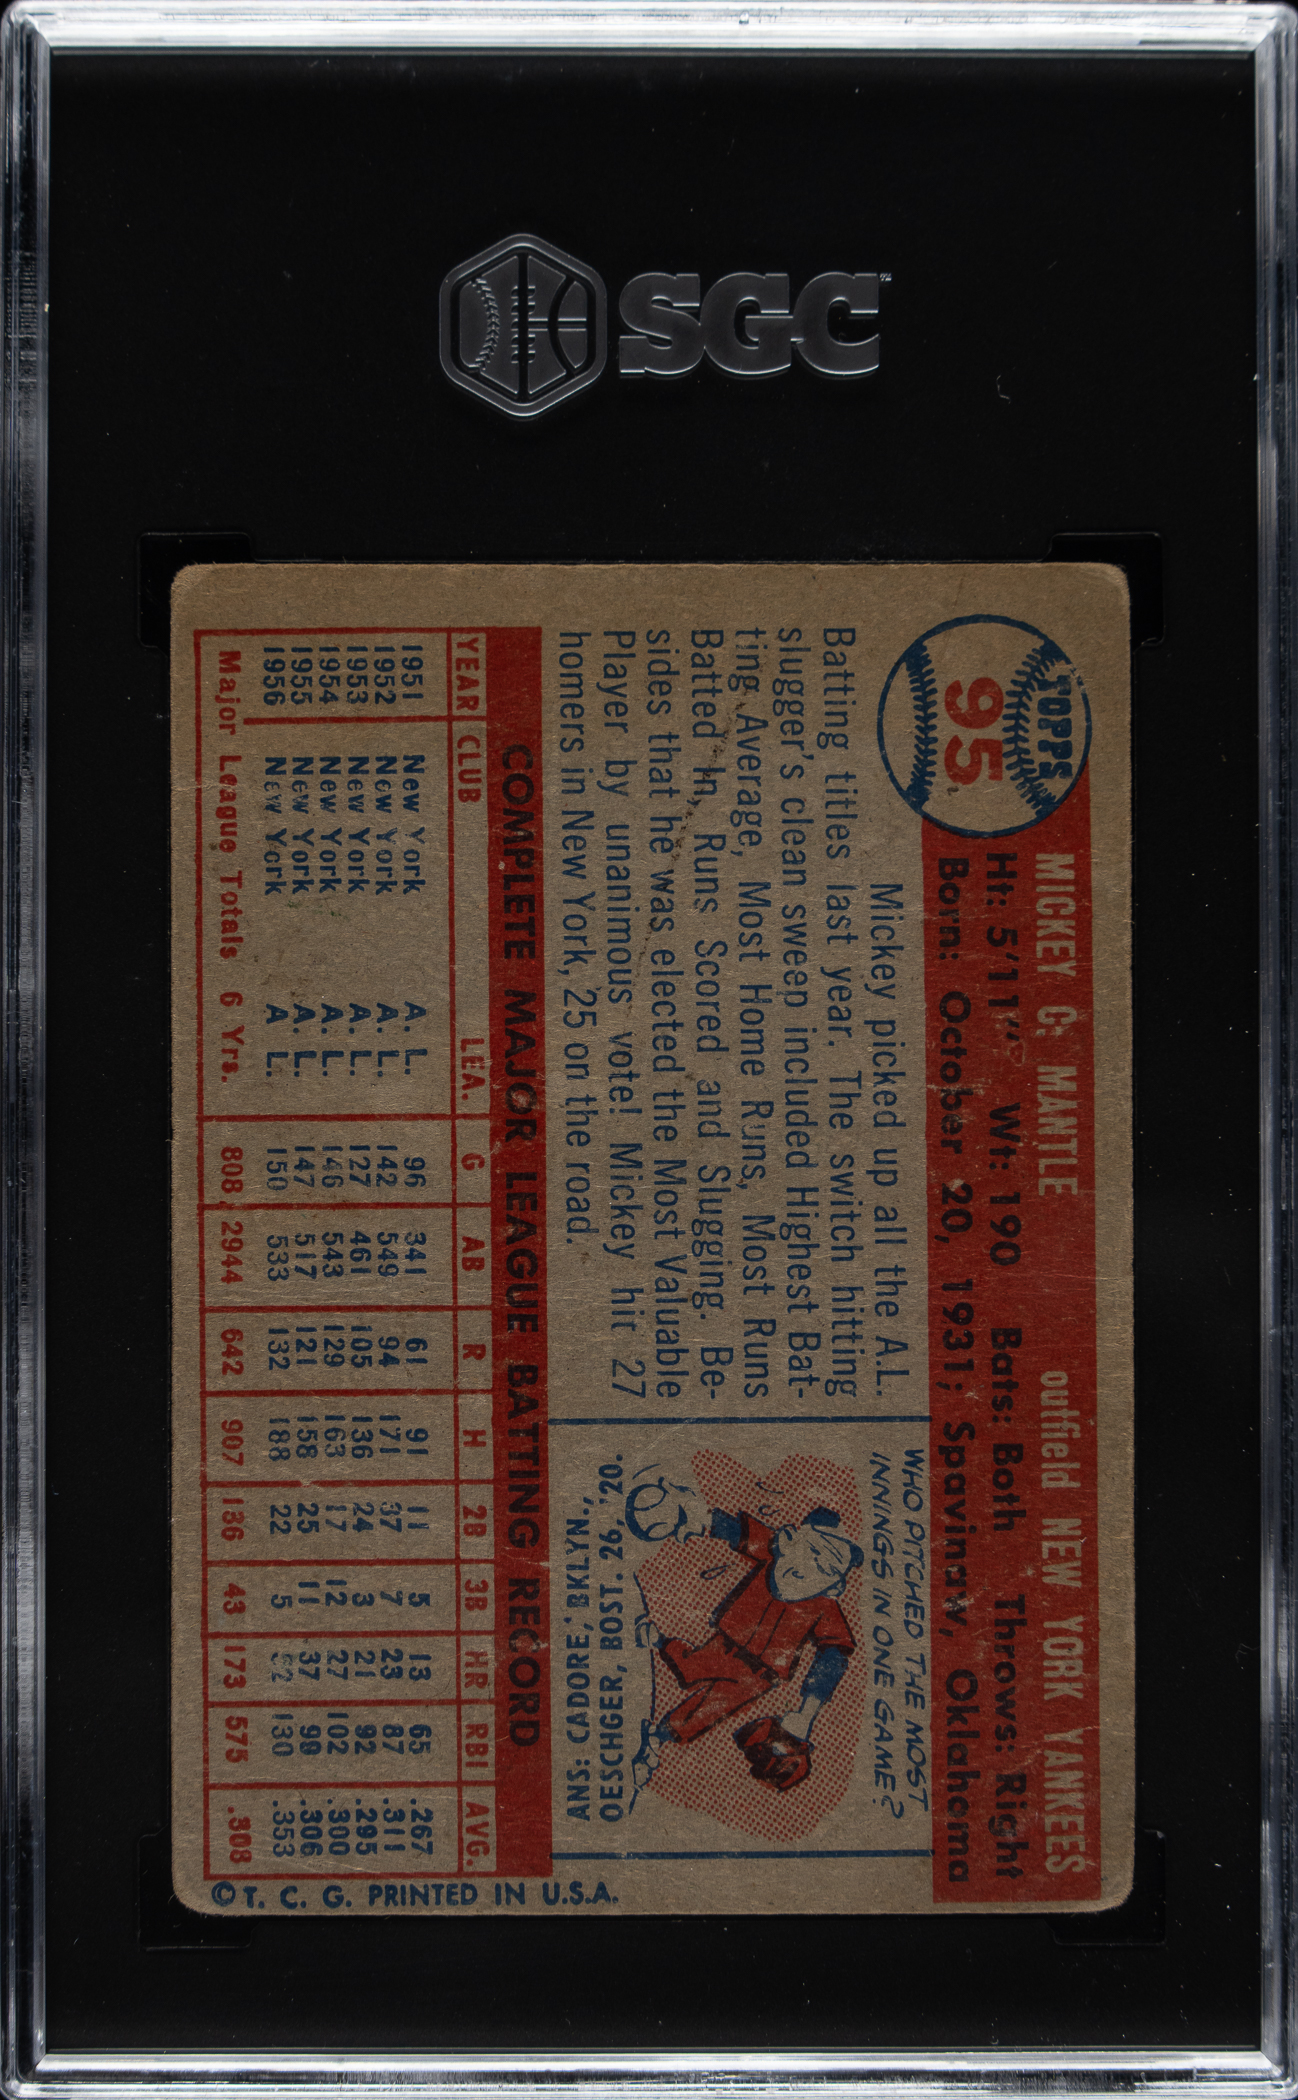 SGC
TOPPS
95
MICKEY C. MANTLE outfield NEW YORK YANKEES
Ht: 5'11" Wt: 190 Bats: Both Throws: Right
Born: October 20, 1931; Spavinaw, Oklahoma
Mickey picked up all the A.L.
Batting titles last year. The switch hitting
slugger's clean sweep included Highest Bat-
ting Average, Most Home Runs, Most Runs
Batted In, Runs Scored and Slugging. Be-
sides that he was elected the Most Valuable
Player by unanimous vote! Mickey hit 27
homers in New York, 25 on the road.
WHO PITCHED THE MOST
INNINGS IN ONE GAME?
ANS: CADORE, BKLYN.,
OESCHGER, BOST. 26, '20.
COMPLETE MAJOR LEAGUE BATTING RECORD
YEAR CLUB LEA. G AB R H 2B 3B HR RBI AVG.
1951 New York A. L. 96 341 61 91 11 5 13 65 .267
1952 New York A. L. 142 549 94 171 37 7 23 87 .311
1953 New York A. L. 127 461 105 136 24 3 21 92 .295
1954 New York A. L. 146 543 129 163 17 12 27 102 .300
1955 New York A. L. 147 517 121 158 25 11 37 99 .306
1956 New York A L. 150 533 132 188 22 5 52 130 .353
Major League Totals 6 Yrs. 808 2944 642 907 136 43 173 575 .308
© T. C. G. PRINTED IN U.S.A.